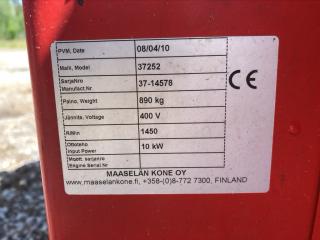 PVM, Date 08/04/10
Malli, Model 37252
SarjaNro
Manufact.Nr 37-14578
Paino, Weight 890 kg
Jännite, Voltage 400 V
R/Min 1450
Ottoteho
Input Power 10 kW
Moott. sarjanro
Engine Serial Nr
CE
MAASELÄN KONE OY
www.maaselankone.fi, +358-(0)8-772 7300, FINLAND